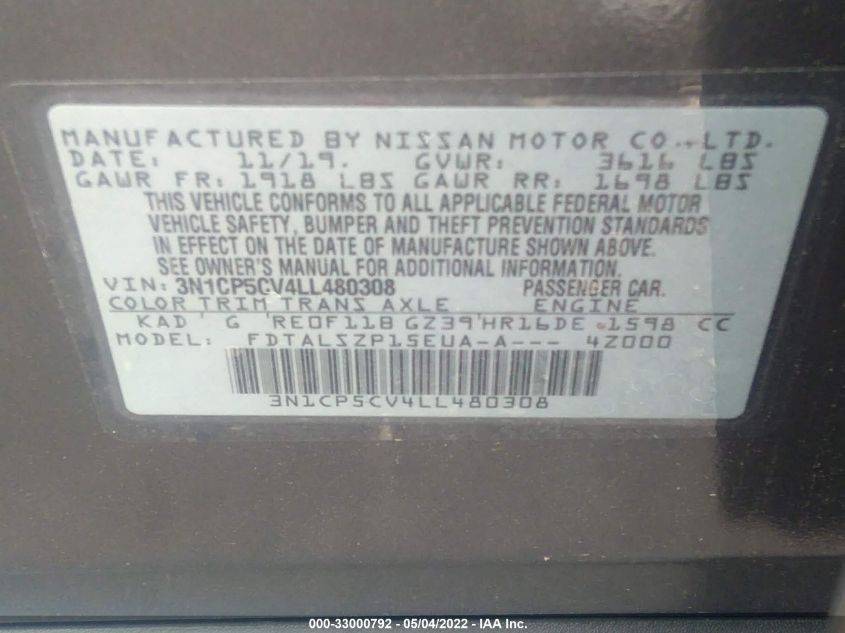 MANUFACTURED BY NISSAN MOTOR CO.,LTD.
DATE: 11/19. GVWR: 3616 LBS
GAWR FR: 1918 LBS GAWR RR: 1698 LBS
THIS VEHICLE CONFORMS TO ALL APPLICABLE FEDERAL MOTOR
VEHICLE SAFETY, BUMPER AND THEFT PREVENTION STANDARDS
IN EFFECT ON THE DATE OF MANUFACTURE SHOWN ABOVE.
SEE OWNER'S MANUAL FOR ADDITIONAL INFORMATION.
VIN: 3N1CP5CV4LL480308 PASSENGER CAR.
COLOR TRIM TRANS AXLE ENGINE
KAD G RE0F11B GZ39 HR16DE 1598 CC
MODEL: FDTALSZP15EUA-A--- 4Z000
3N1CP5CV4LL480308
000-33000792 - 05/04/2022 - IAA Inc.